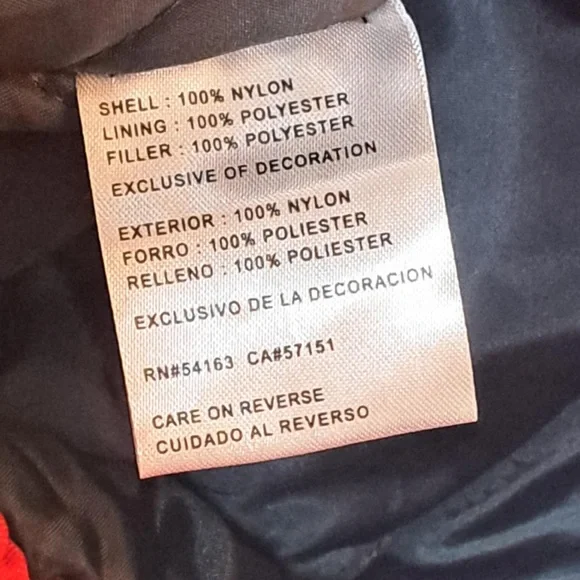 SHELL : 100% NYLON
LINING : 100% POLYESTER
FILLER : 100% POLYESTER
EXCLUSIVE OF DECORATION
EXTERIOR : 100% NYLON
FORRO : 100% POLIESTER
RELLENO : 100% POLIESTER
EXCLUSIVO DE LA DECORACION
RN#54163 CA#57151
CARE ON REVERSE
CUIDADO AL REVERSO